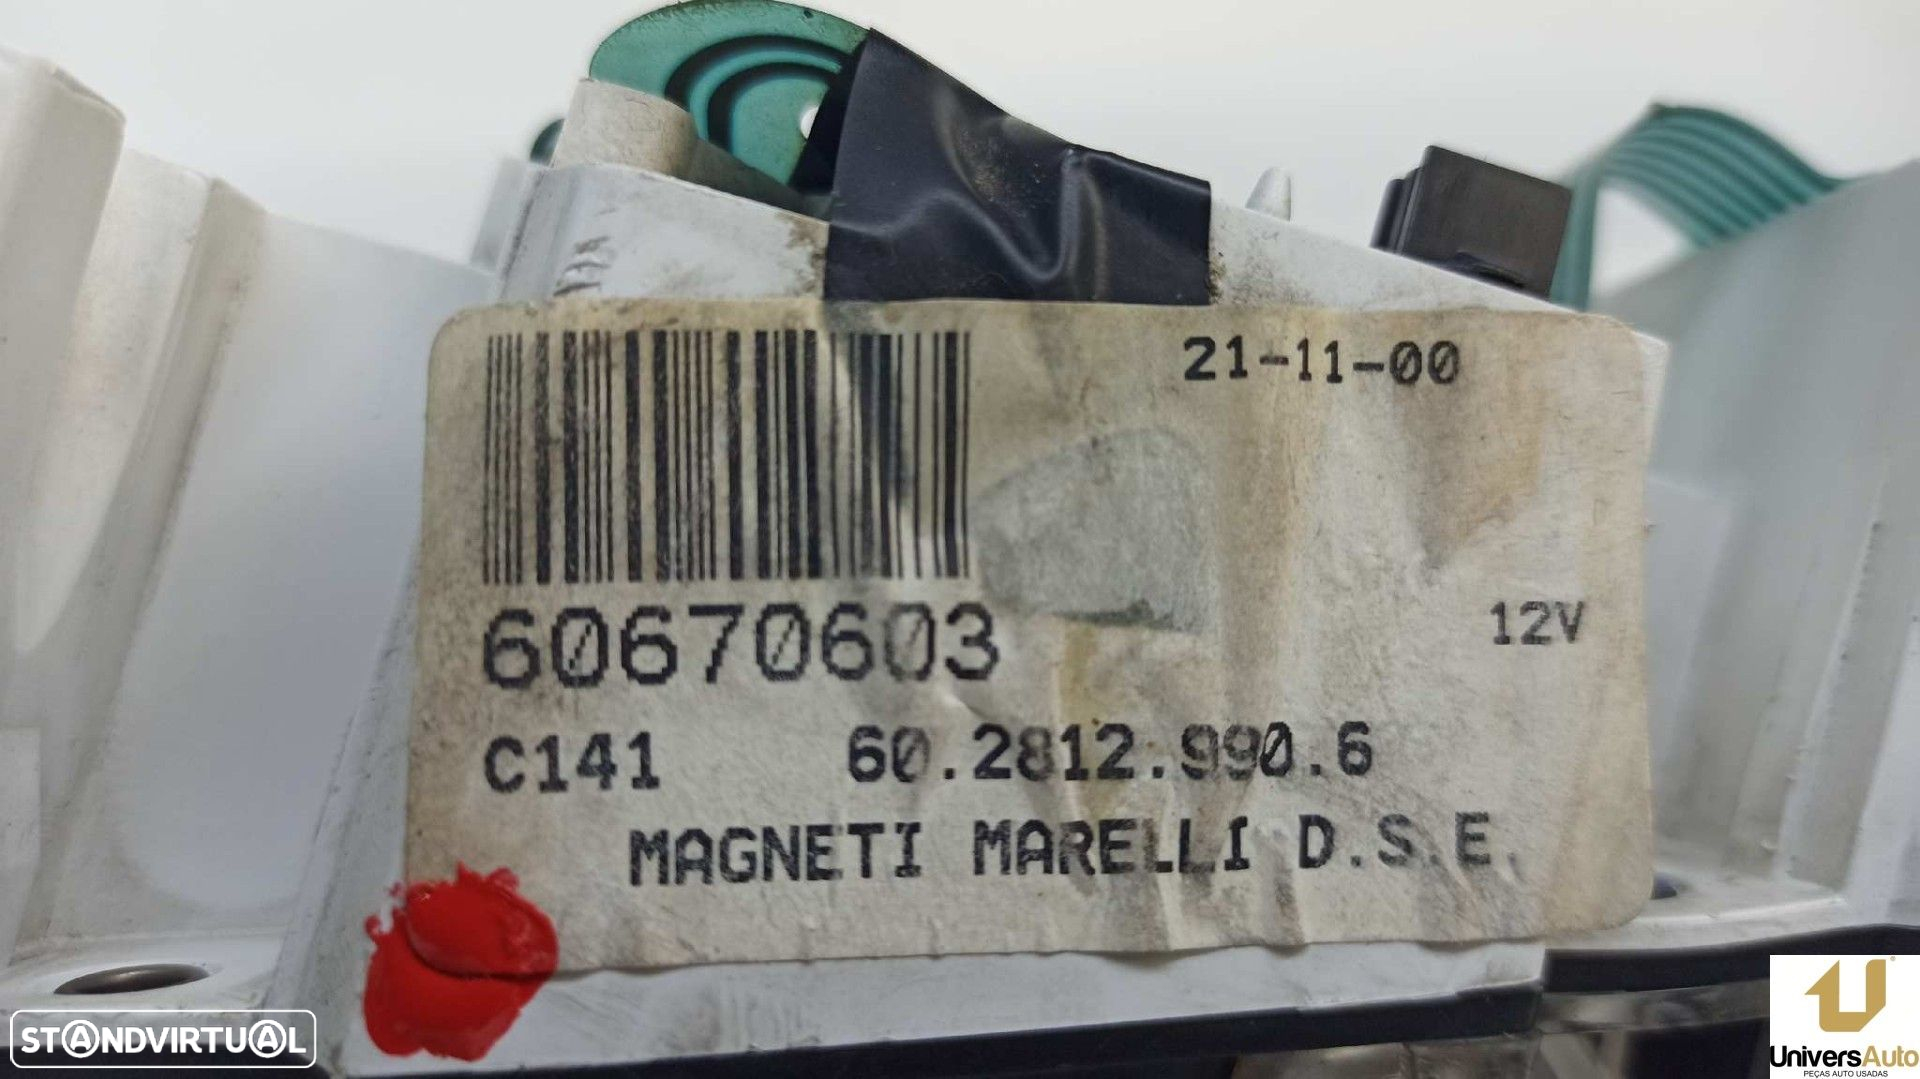 21-11-00
60670603
12V
C141 60.2812.990.6
MAGNETI MARELLI D.S.E.
STANDVIRTUAL
UniversAuto
PEÇAS AUTO USADAS